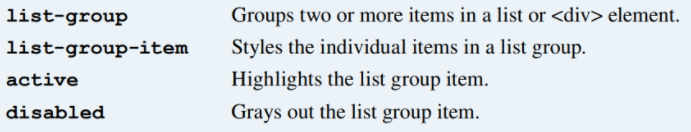 list-group Groups two or more items in a list or <div> element.
list-group-item Styles the individual items in a list group.
active Highlights the list group item.
disabled Grays out the list group item.